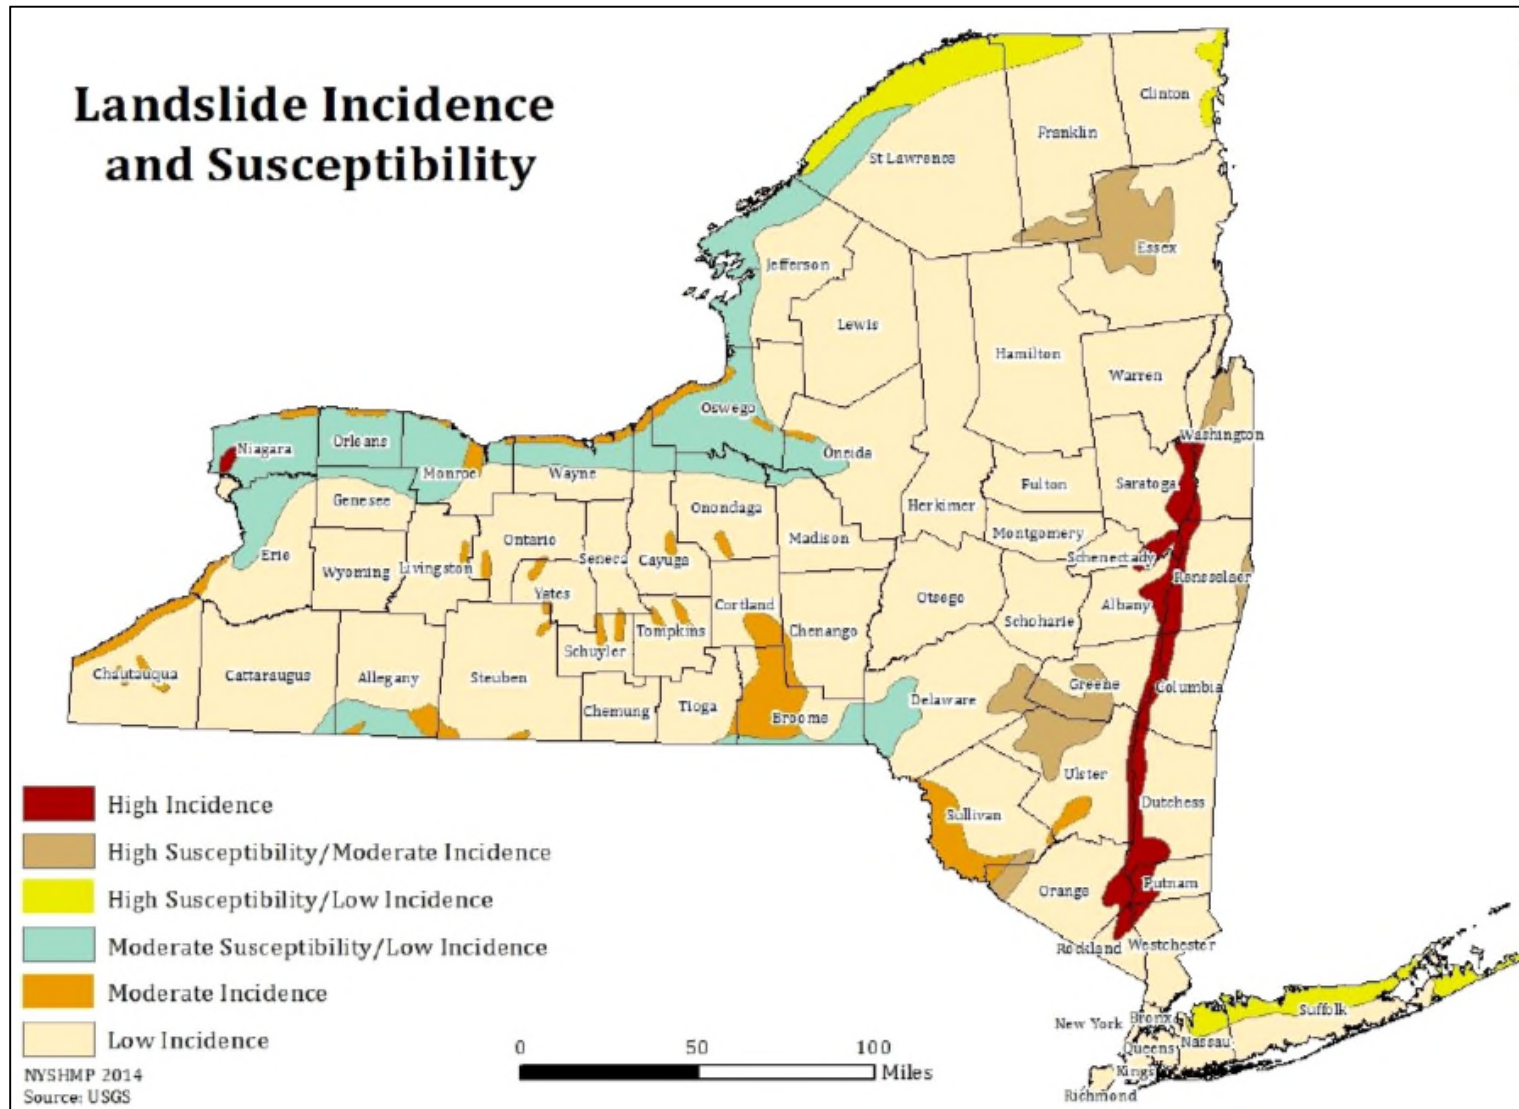 Landslide Incidence
and Susceptibility
Clinton
Franklin
St Lawrence
Essex
Jefferson
Lewis
Hamilton
Warren
Oswego
Washington
Niagara
Orleans
Monroe
Wayne
Oneida
Genesee
Onondaga
Herkimer
Fulton
Saratoga
Madison
Montgomery
Erie
Wyoming
Livingston
Ontario
Seneca
Cayuga
Schenectady
Rensselaer
Yates
Cortland
Otsego
Schoharie
Albany
Chautauqua
Cattaraugus
Allegany
Steuben
Schuyler
Tompkins
Chenango
Chemung
Tioga
Broome
Delaware
Greene
Columbia
Ulster
Sullivan
Dutchess
Orange
Putnam
Rockland
Westchester
High Incidence
High Susceptibility/Moderate Incidence
High Susceptibility/Low Incidence
Moderate Susceptibility/Low Incidence
Moderate Incidence
Low Incidence
NYSHMP 2014
Source: USGS
0 50 100
Miles
New York
Bronx
Suffolk
Queens
Nassau
Kings
Richmond